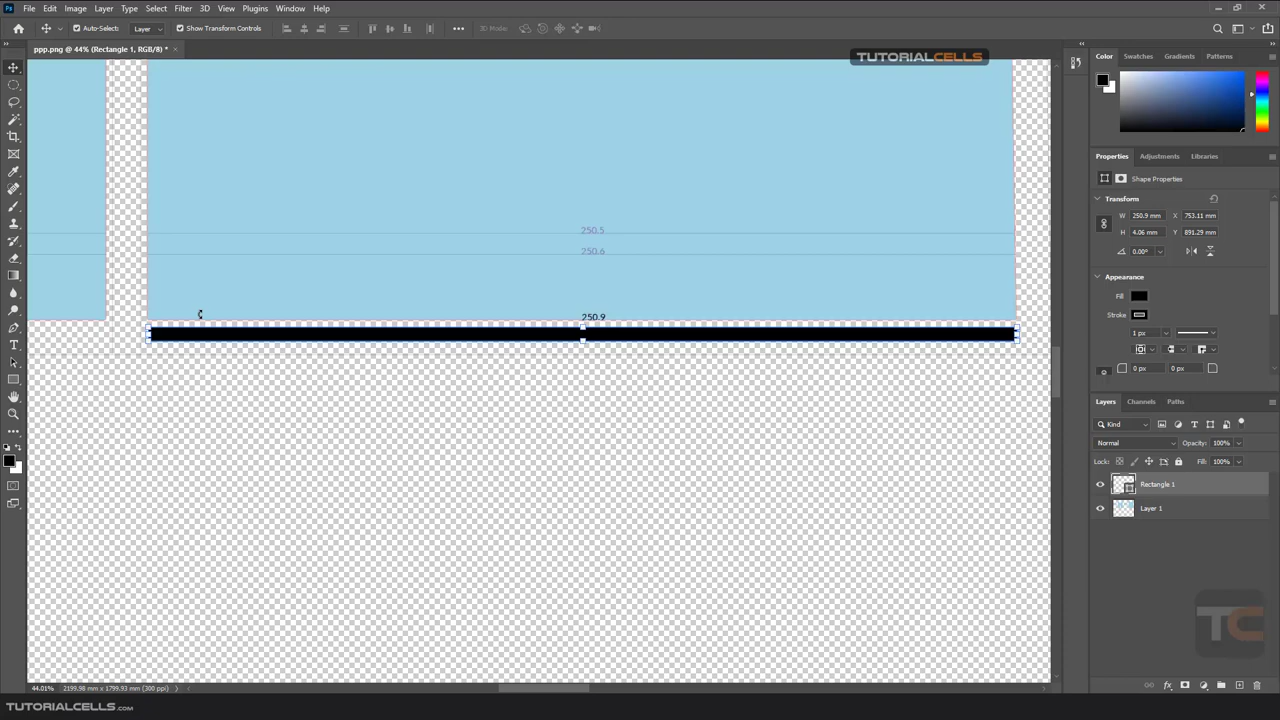 Ps File Edit Image Layer Type Select Filter 3D View Plugins Window Help
Auto-Select: Layer Show Transform Controls 3D Mode:
ppp.png @ 44% (Rectangle 1, RGB/8) *
TUTORIALCELLS
Color Swatches Gradients Patterns
Properties Adjustments Libraries
Shape Properties
Transform
W 250.9 mm X 753.11 mm
H 4.06 mm Y 891.29 mm
0.00°
Appearance
Fill
Stroke
1 px
0 px 0 px
250.5
250.6
250.9
Layers Channels Paths
Kind
Normal Opacity: 100%
Lock: Fill: 100%
Rectangle 1
Layer 1
TC
44.01% 2199.98 mm x 1799.93 mm (300 ppi)
TUTORIALCELLS.com